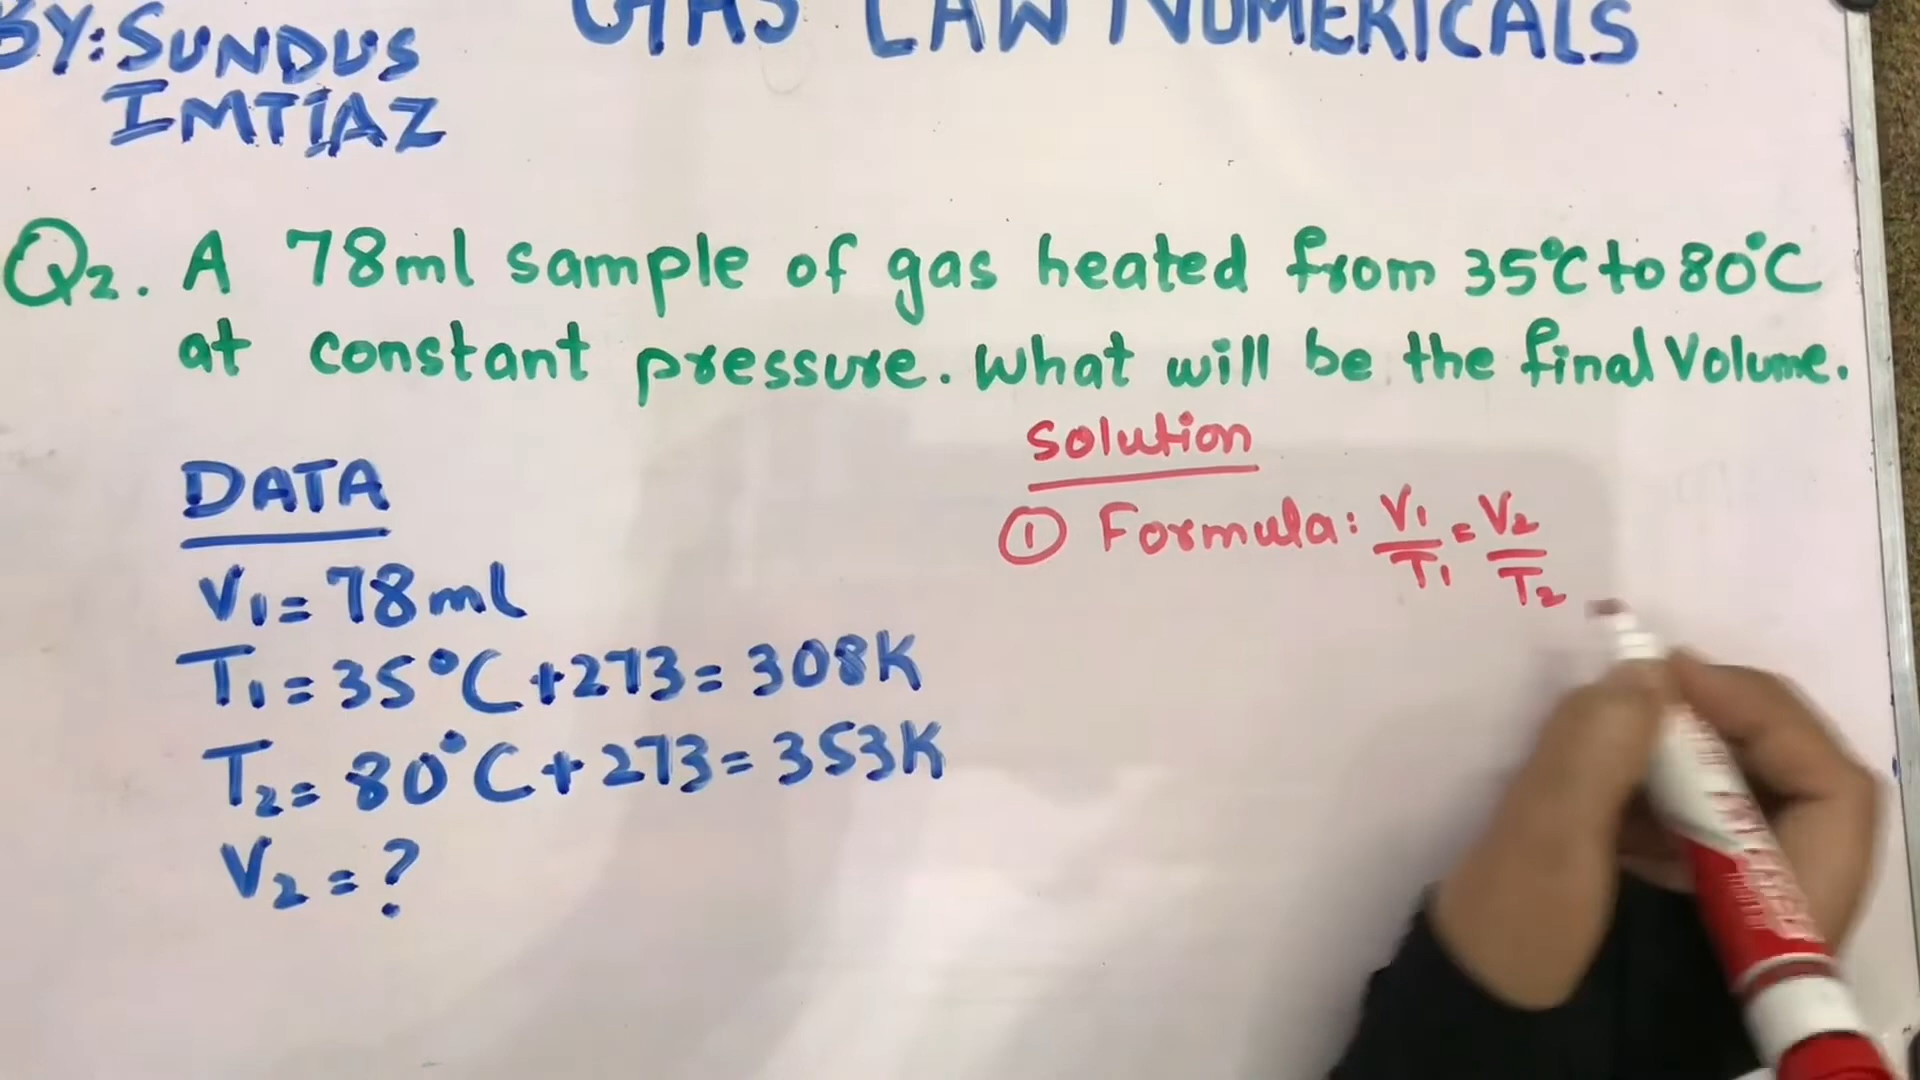 BY: SUNDUS
IMTIAZ
GAS LAW NUMERICALS
Q2. A 78ml sample of gas heated from 35°C to 80°C
at constant pressure. What will be the final Volume.
DATA
V₁ = 78ml
T₁ = 35°C + 273 = 308K
T₂ = 80°C + 273 = 353K
V₂ = ?
Solution
① Formula: V₁/T₁ = V₂/T₂